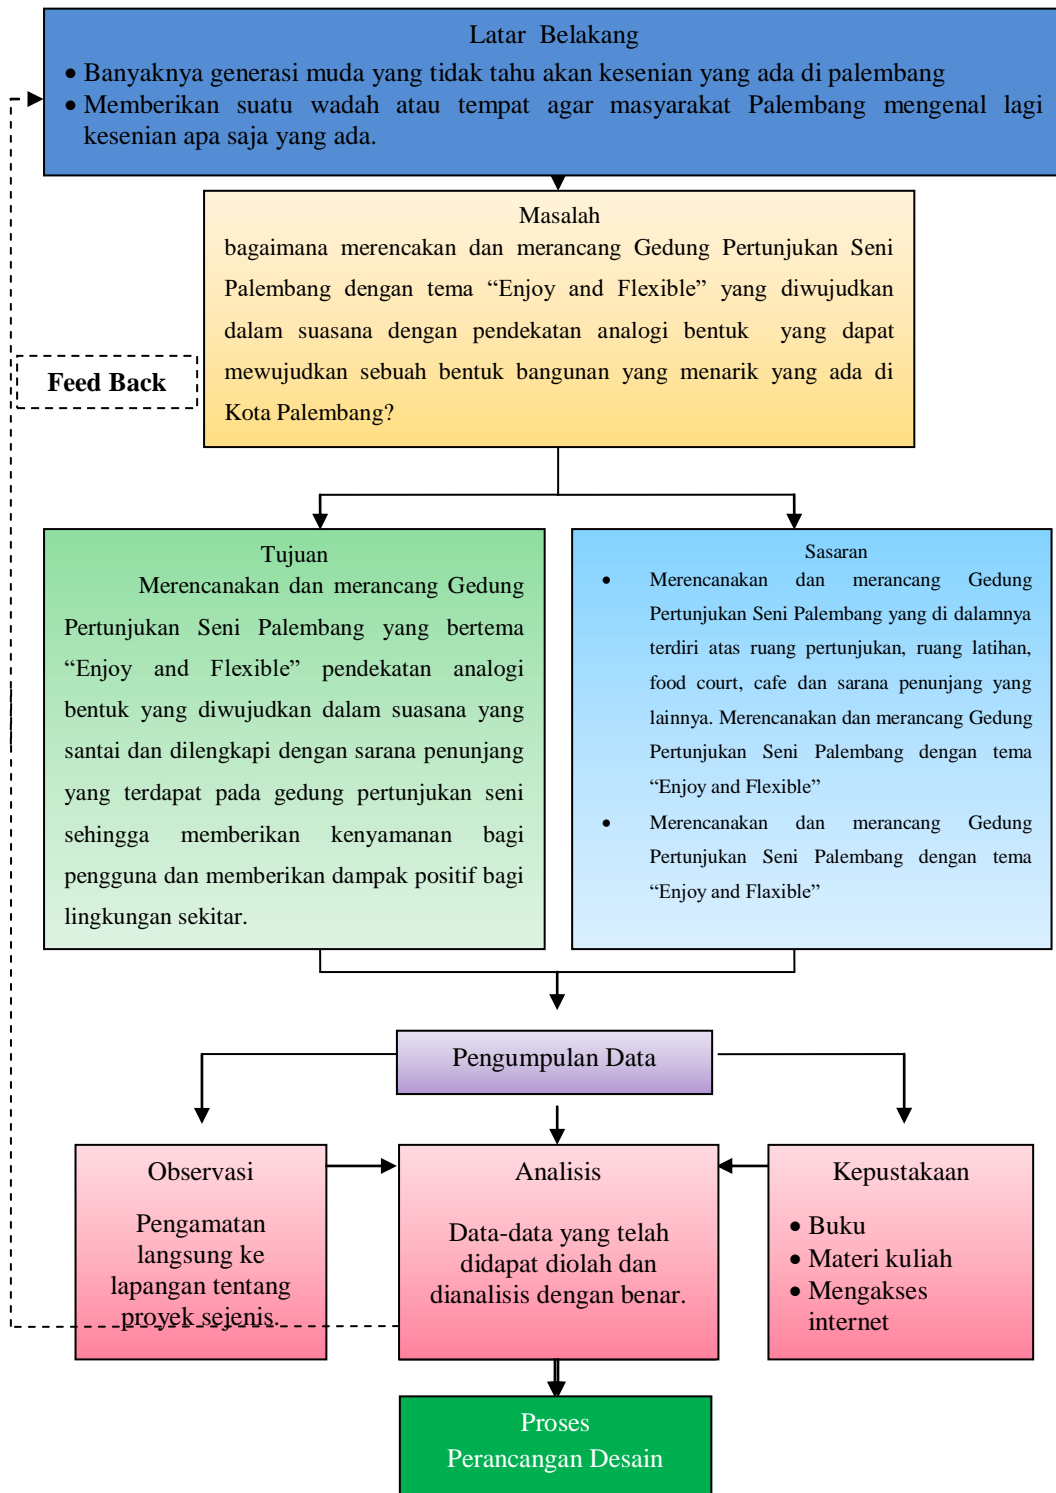 Latar Belakang
• Banyaknya generasi muda yang tidak tahu akan kesenian yang ada di palembang
• Memberikan suatu wadah atau tempat agar masyarakat Palembang mengenal lagi
kesenian apa saja yang ada.
Masalah
bagaimana merencakan dan merancang Gedung Pertunjukan Seni
Palembang dengan tema “Enjoy and Flexible” yang diwujudkan
dalam suasana dengan pendekatan analogi bentuk yang dapat
mewujudkan sebuah bentuk bangunan yang menarik yang ada di
Kota Palembang?
Feed Back
Tujuan
Merencanakan dan merancang Gedung
Pertunjukan Seni Palembang yang bertema
“Enjoy and Flexible” pendekatan analogi
bentuk yang diwujudkan dalam suasana yang
santai dan dilengkapi dengan sarana penunjang
yang terdapat pada gedung pertunjukan seni
sehingga memberikan kenyamanan bagi
pengguna dan memberikan dampak positif bagi
lingkungan sekitar.
Sasaran
• Merencanakan dan merancang Gedung
Pertunjukan Seni Palembang yang di dalamnya
terdiri atas ruang pertunjukan, ruang latihan,
food court, cafe dan sarana penunjang yang
lainnya. Merencanakan dan merancang Gedung
Pertunjukan Seni Palembang dengan tema
“Enjoy and Flexible”
• Merencanakan dan merancang Gedung
Pertunjukan Seni Palembang dengan tema
“Enjoy and Flaxible”
Pengumpulan Data
Observasi
Pengamatan
langsung ke
lapangan tentang
proyek sejenis.
Analisis
Data-data yang telah
didapat diolah dan
dianalisis dengan benar.
Kepustakaan
• Buku
• Materi kuliah
• Mengakses
internet
Proses
Perancangan Desain